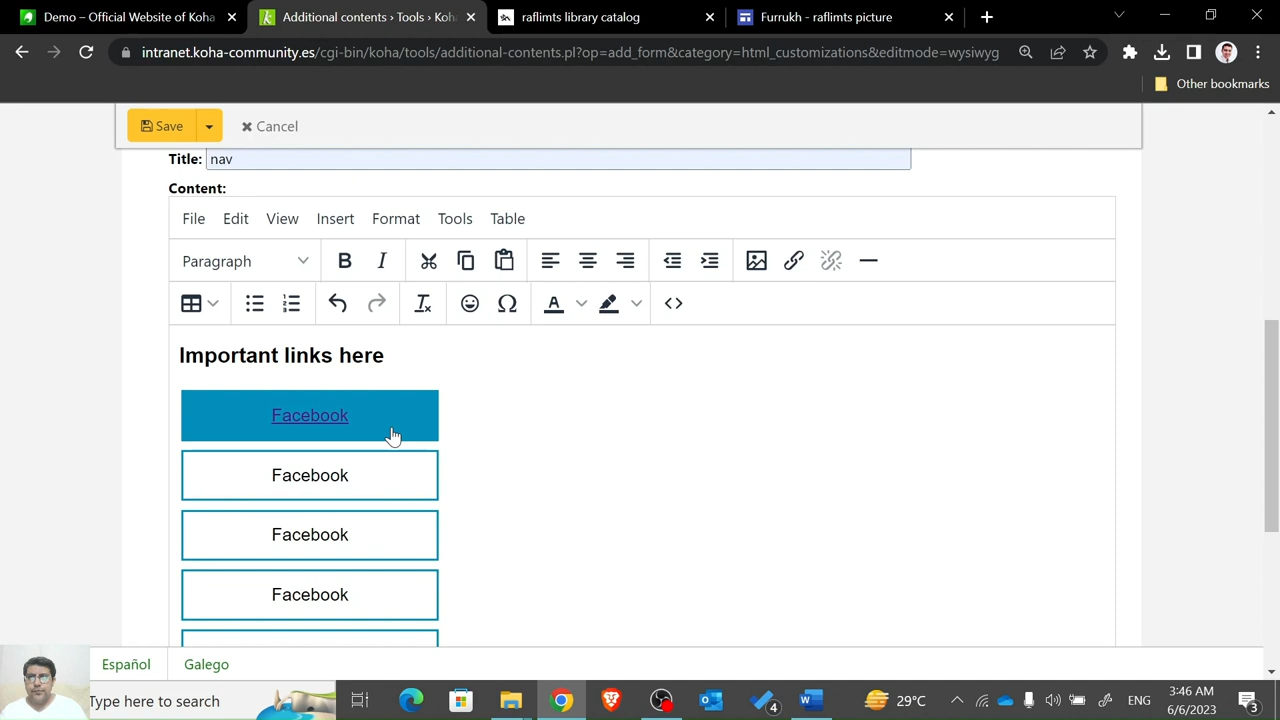 Demo – Official Website of Koha
Additional contents › Tools › Koh
raflimts library catalog
Furrukh - raflimts picture
intranet.koha-community.es/cgi-bin/koha/tools/additional-contents.pl?op=add_form&category=html_customizations&editmode=wysiwyg
Other bookmarks
Save
Cancel
Title: nav
Content:
File Edit View Insert Format Tools Table
Paragraph B I
A
Important links here
Facebook
Facebook
Facebook
Facebook
Español Galego
Type here to search
4
29°C
ENG
3:46 AM
6/6/2023
3